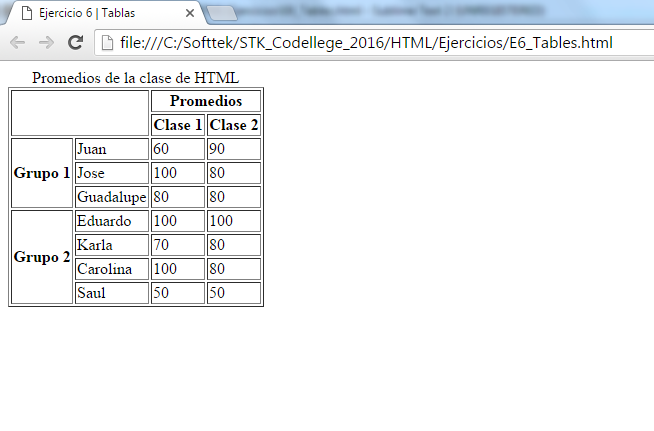 Ejercicio 6 | Tablas
file:///C:/Softtek/STK_Codellege_2016/HTML/Ejercicios/E6_Tables.html
Promedios de la clase de HTML
Promedios
Clase 1 Clase 2
Grupo 1 Juan 60 90
Jose 100 80
Guadalupe 80 80
Grupo 2 Eduardo 100 100
Karla 70 80
Carolina 100 80
Saul 50 50